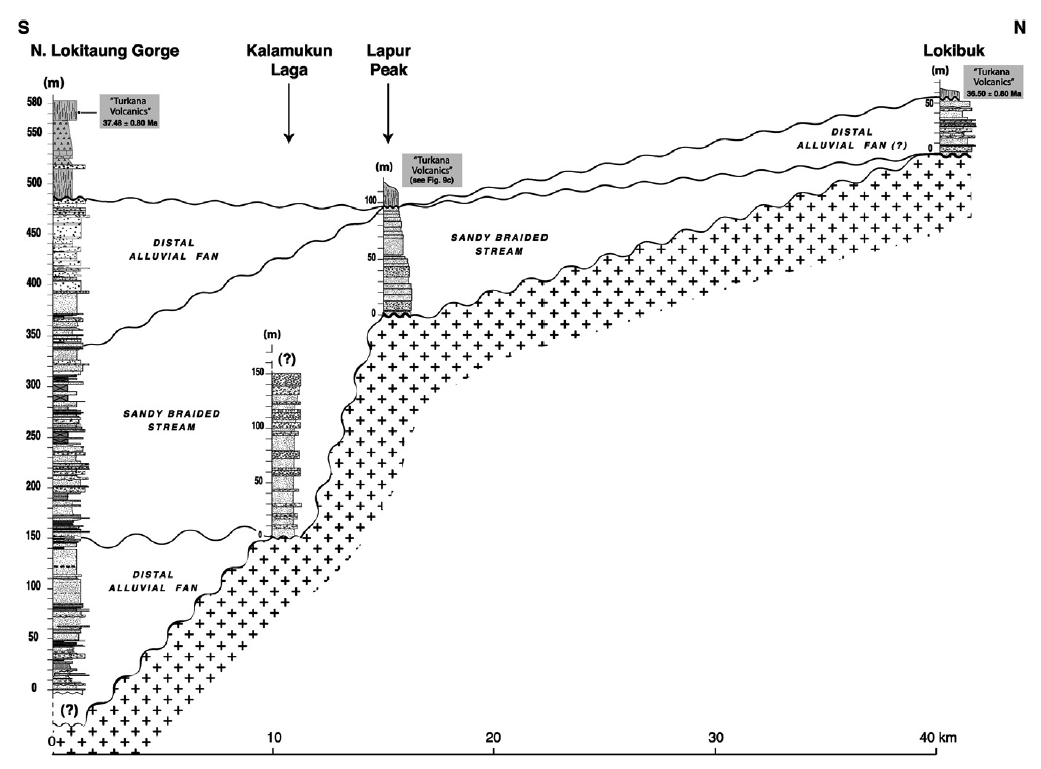 S
N
N. Lokitaung Gorge
Kalamukun
Laga
Lapur
Peak
Lokibuk
(m)
580
550
500
450
400
350
300
250
200
150
100
50
0
(?)
"Turkana
Volcanics"
37.48 ± 0.80 Ma
DISTAL
ALLUVIAL FAN
SANDY BRAIDED
STREAM
DISTAL
ALLUVIAL FAN
(m)
(?)
150
100
50
0
(m)
"Turkana
Volcanics"
(see Fig. 9c)
100
50
0
SANDY BRAIDED
STREAM
DISTAL
ALLUVIAL FAN (?)
(m)
"Turkana
Volcanics"
36.50 ± 0.60 Ma
50
0
0
10
20
30
40 km